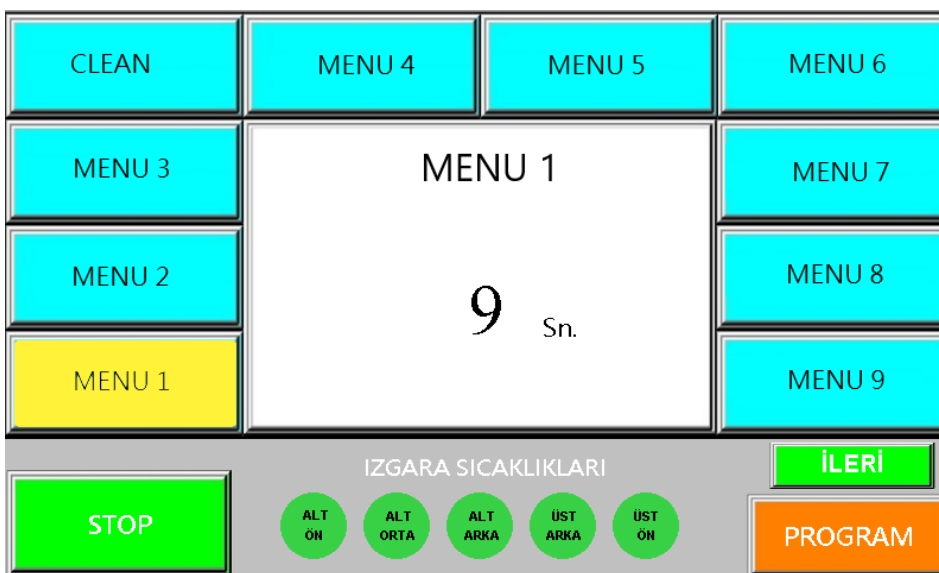 CLEAN
MENU 4
MENU 5
MENU 6
MENU 3
MENU 1
MENU 7
MENU 2
9 Sn.
MENU 8
MENU 1
MENU 9
IZGARA SICAKLIKLARI
İLERİ
STOP
ALT
ÖN
ALT
ORTA
ALT
ARKA
ÜST
ARKA
ÜST
ÖN
PROGRAM